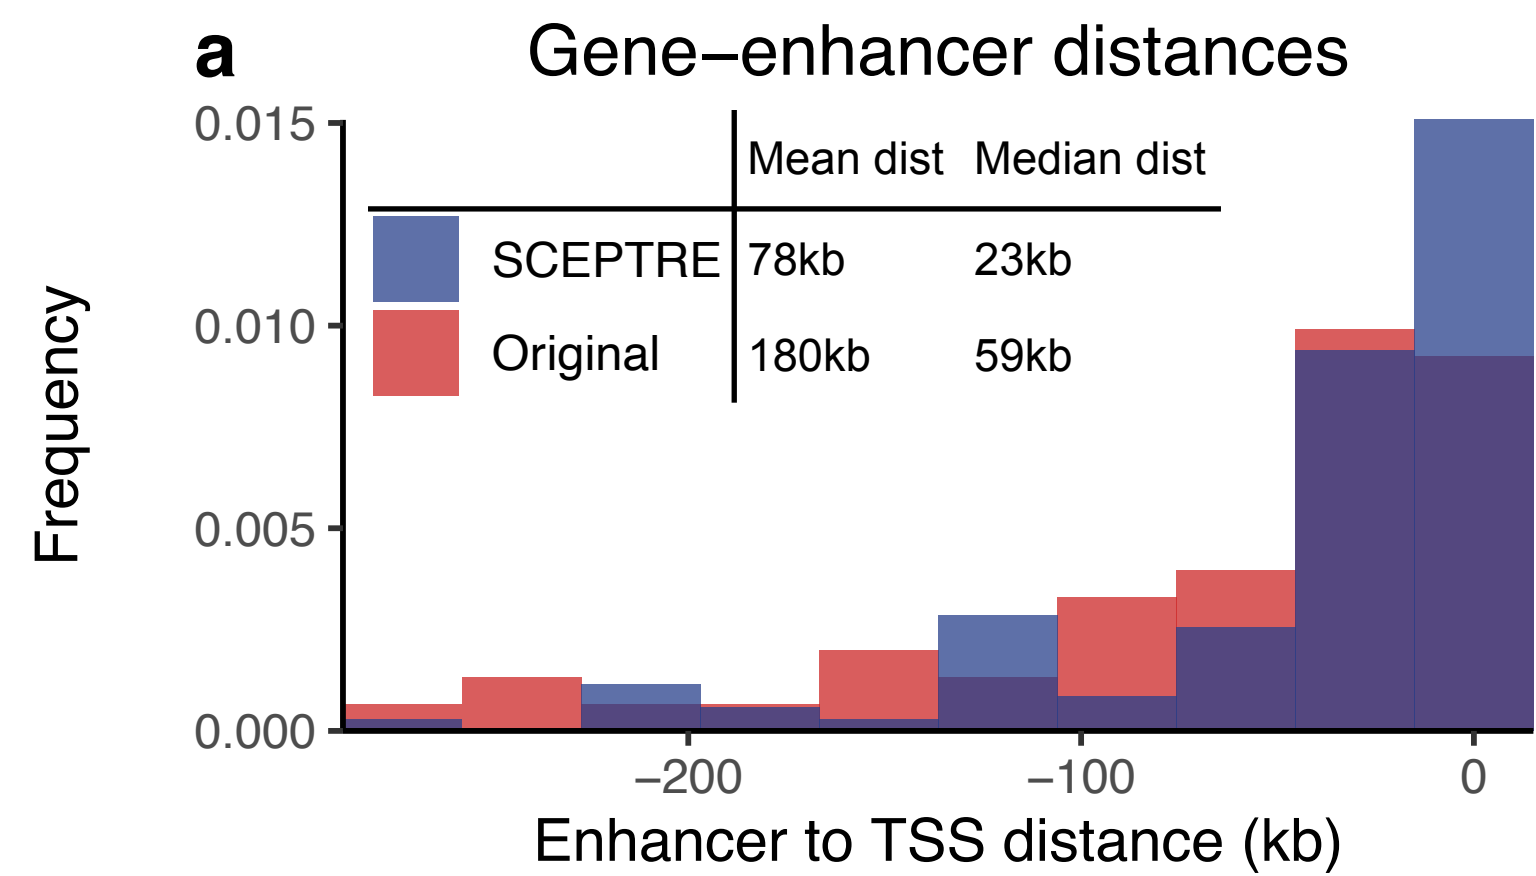 a
Gene–enhancer distances
Mean dist Median dist
SCEPTRE 78kb 23kb
Original 180kb 59kb
Frequency
0.015
0.010
0.005
0.000
−200 −100 0
Enhancer to TSS distance (kb)